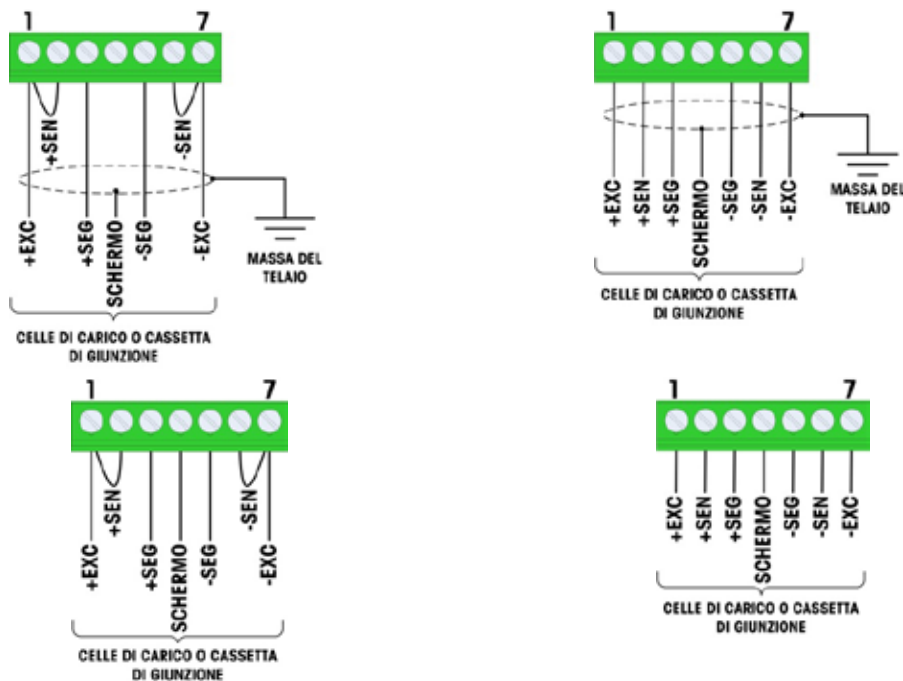 1 7
+SEN
-SEN
+EXC
+SEG
SCHERMO
-SEG
-EXC
MASSA DEL
TELAIO
CELLE DI CARICO O CASSETTA
DI GIUNZIONE
1 7
+EXC
+SEN
+SEG
SCHERMO
-SEG
-SEN
-EXC
MASSA DEL
TELAIO
CELLE DI CARICO O CASSETTA
DI GIUNZIONE
1 7
+SEN
-SEN
+EXC
+SEG
SCHERMO
-SEG
-EXC
CELLE DI CARICO O CASSETTA
DI GIUNZIONE
1 7
+EXC
+SEN
+SEG
SCHERMO
-SEG
-SEN
-EXC
CELLE DI CARICO O CASSETTA
DI GIUNZIONE